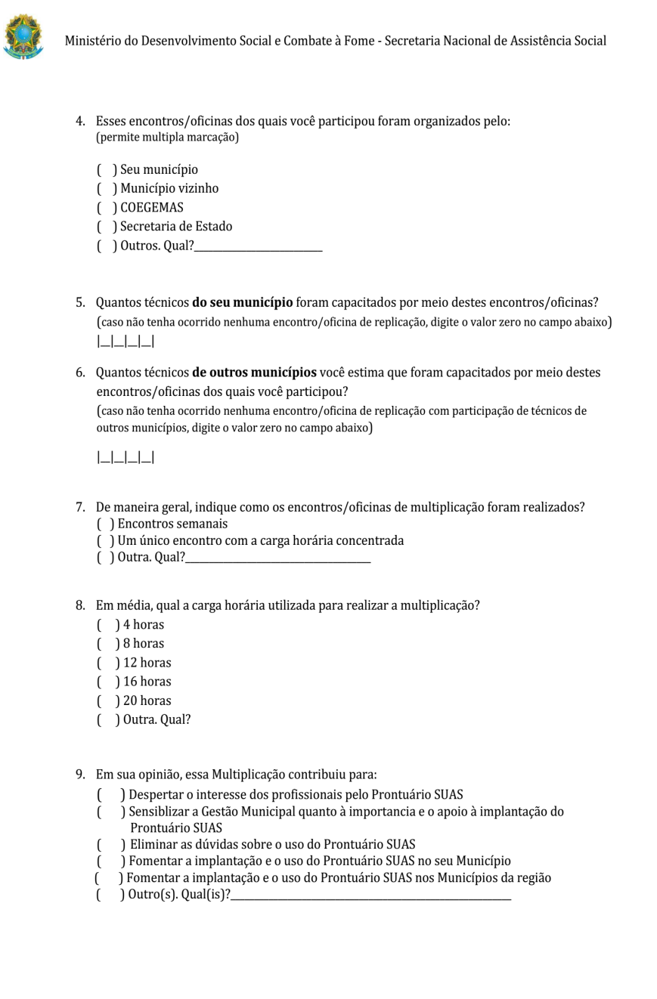 Ministério do Desenvolvimento Social e Combate à Fome - Secretaria Nacional de Assistência Social
4. Esses encontros/oficinas dos quais você participou foram organizados pelo:
(permite multipla marcação)
( ) Seu município
( ) Município vizinho
( ) COEGEMAS
( ) Secretaria de Estado
( ) Outros. Qual?_________________________
5. Quantos técnicos do seu município foram capacitados por meio destes encontros/oficinas?
(caso não tenha ocorrido nenhuma encontro/oficina de replicação, digite o valor zero no campo abaixo)
|__|__|__|__|
6. Quantos técnicos de outros municípios você estima que foram capacitados por meio destes
encontros/oficinas dos quais você participou?
(caso não tenha ocorrido nenhuma encontro/oficina de replicação com participação de técnicos de
outros municípios, digite o valor zero no campo abaixo)
|__|__|__|__|
7. De maneira geral, indique como os encontros/oficinas de multiplicação foram realizados?
( ) Encontros semanais
( ) Um único encontro com a carga horária concentrada
( ) Outra. Qual?____________________________________
8. Em média, qual a carga horária utilizada para realizar a multiplicação?
( ) 4 horas
( ) 8 horas
( ) 12 horas
( ) 16 horas
( ) 20 horas
( ) Outra. Qual?
9. Em sua opinião, essa Multiplicação contribuiu para:
( ) Despertar o interesse dos profissionais pelo Prontuário SUAS
( ) Sensiblizar a Gestão Municipal quanto à importancia e o apoio à implantação do
Prontuário SUAS
( ) Eliminar as dúvidas sobre o uso do Prontuário SUAS
( ) Fomentar a implantação e o uso do Prontuário SUAS no seu Município
( ) Fomentar a implantação e o uso do Prontuário SUAS nos Municípios da região
( ) Outro(s). Qual(is)?______________________________________________________